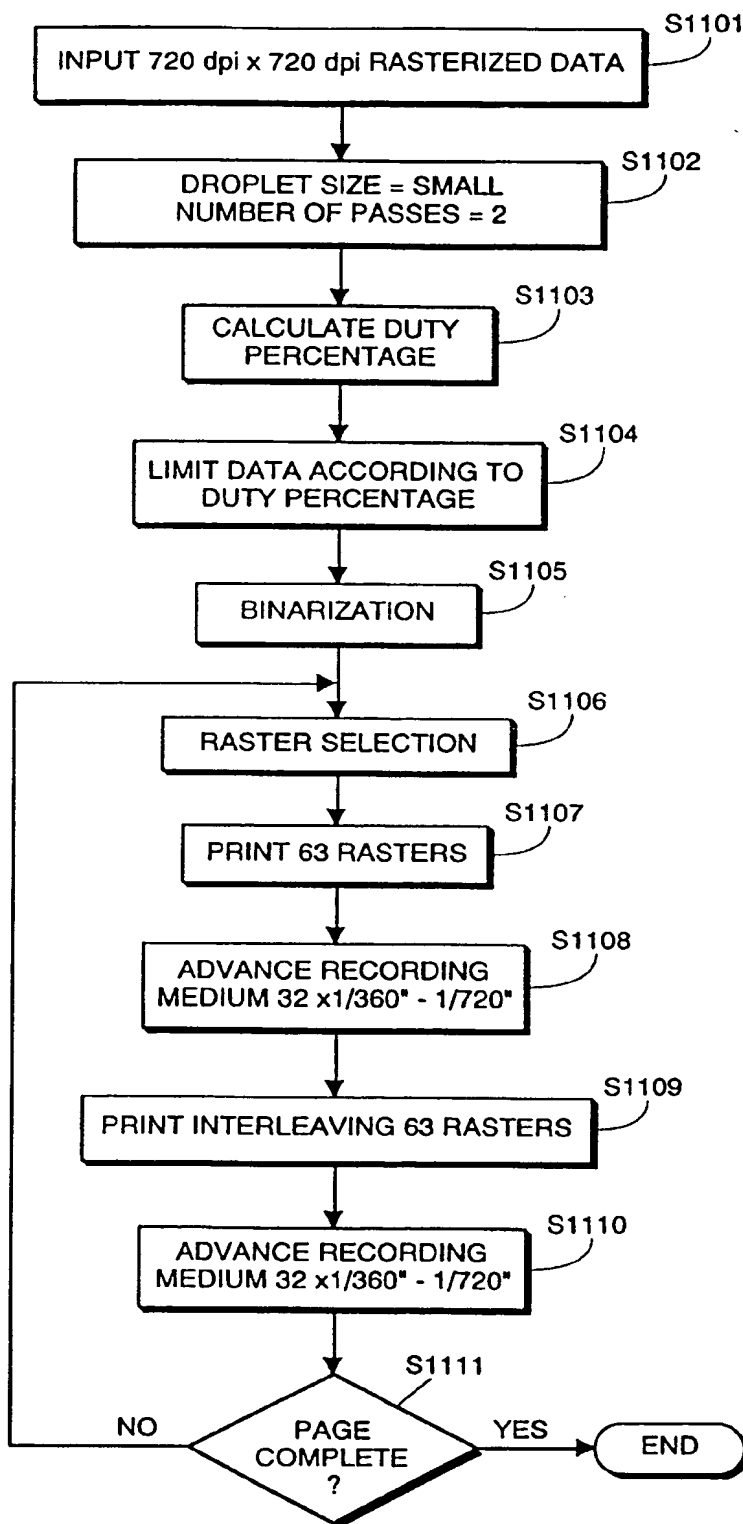 S1101
INPUT 720 dpi x 720 dpi RASTERIZED DATA
S1102
DROPLET SIZE = SMALL
NUMBER OF PASSES = 2
S1103
CALCULATE DUTY
PERCENTAGE
S1104
LIMIT DATA ACCORDING TO
DUTY PERCENTAGE
S1105
BINARIZATION
S1106
RASTER SELECTION
S1107
PRINT 63 RASTERS
S1108
ADVANCE RECORDING
MEDIUM 32 x1/360" - 1/720"
S1109
PRINT INTERLEAVING 63 RASTERS
S1110
ADVANCE RECORDING
MEDIUM 32 x1/360" - 1/720"
S1111
NO
PAGE
COMPLETE
?
YES
END